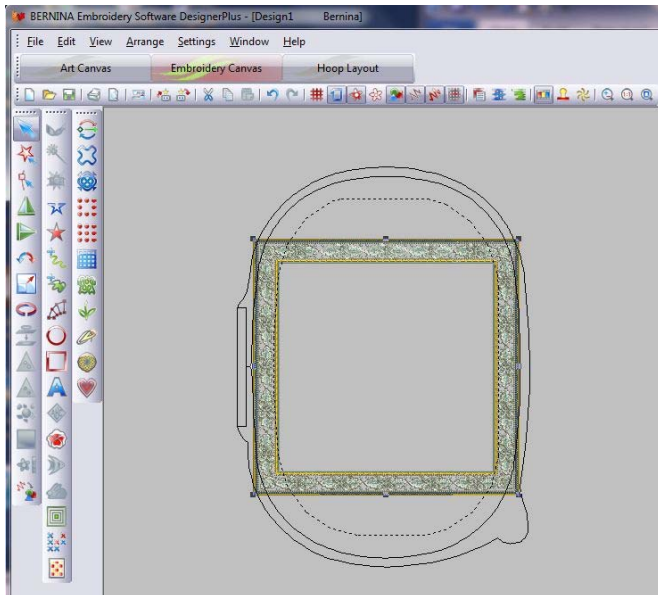 BERNINA Embroidery Software DesignerPlus - [Design1 Bernina]
File Edit View Arrange Settings Window Help
Art Canvas Embroidery Canvas Hoop Layout